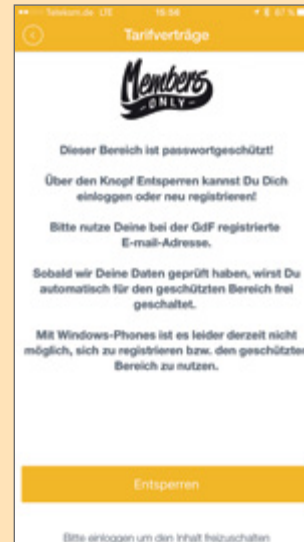 Telekom.de LTE 15:56 87 %
Tarifverträge
Members
ONLY
Dieser Bereich ist passwortgeschützt!
Über den Knopf Entsperren kannst Du Dich
einloggen oder neu registrieren!
Bitte nutze Deine bei der GdF registrierte
E-mail-Adresse.
Sobald wir Deine Daten geprüft haben, wirst Du
automatisch für den geschützten Bereich frei
geschaltet.
Mit Windows-Phones ist es leider derzeit nicht
möglich, sich zu registrieren bzw. den geschützten
Bereich zu nutzen.
Entsperren
Bitte einloggen um den Inhalt freizuschalten